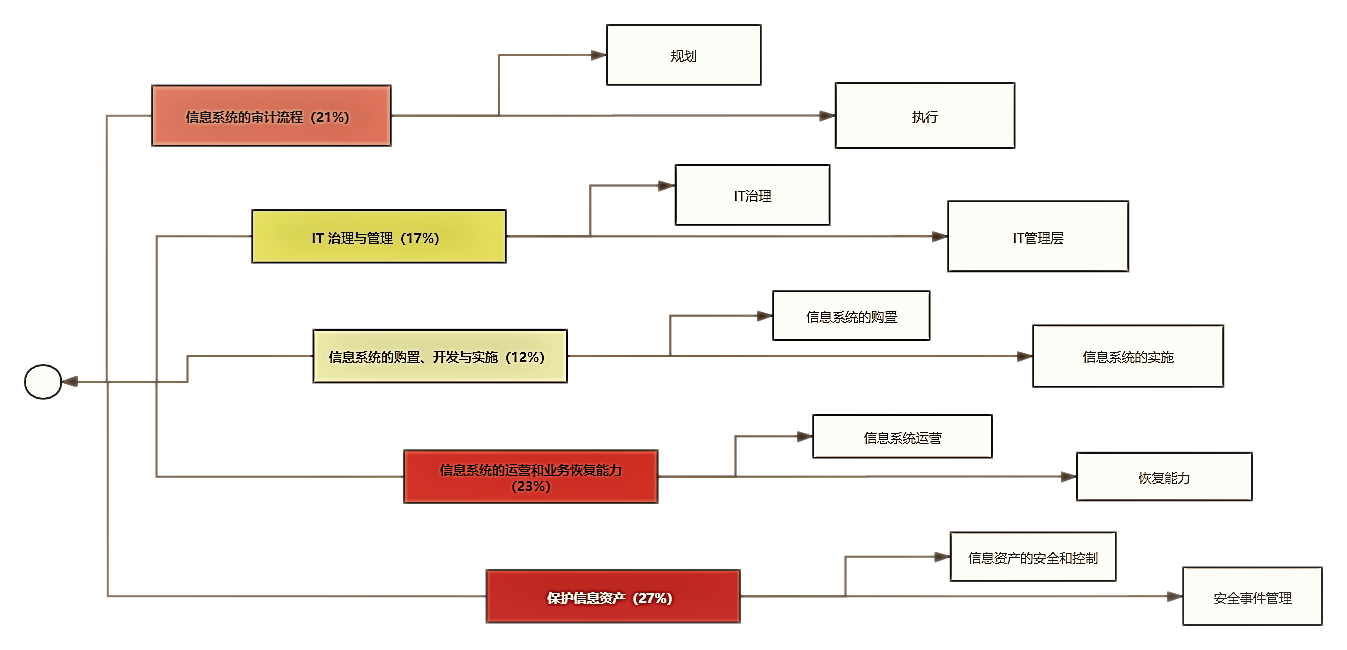 规划
信息系统的审计流程（21%）
执行
IT治理
IT 治理与管理（17%）
IT管理层
信息系统的购置
信息系统的购置、开发与实施（12%）
信息系统的实施
信息系统运营
信息系统的运营和业务恢复能力
（23%）
恢复能力
信息资产的安全和控制
保护信息资产（27%）
安全事件管理